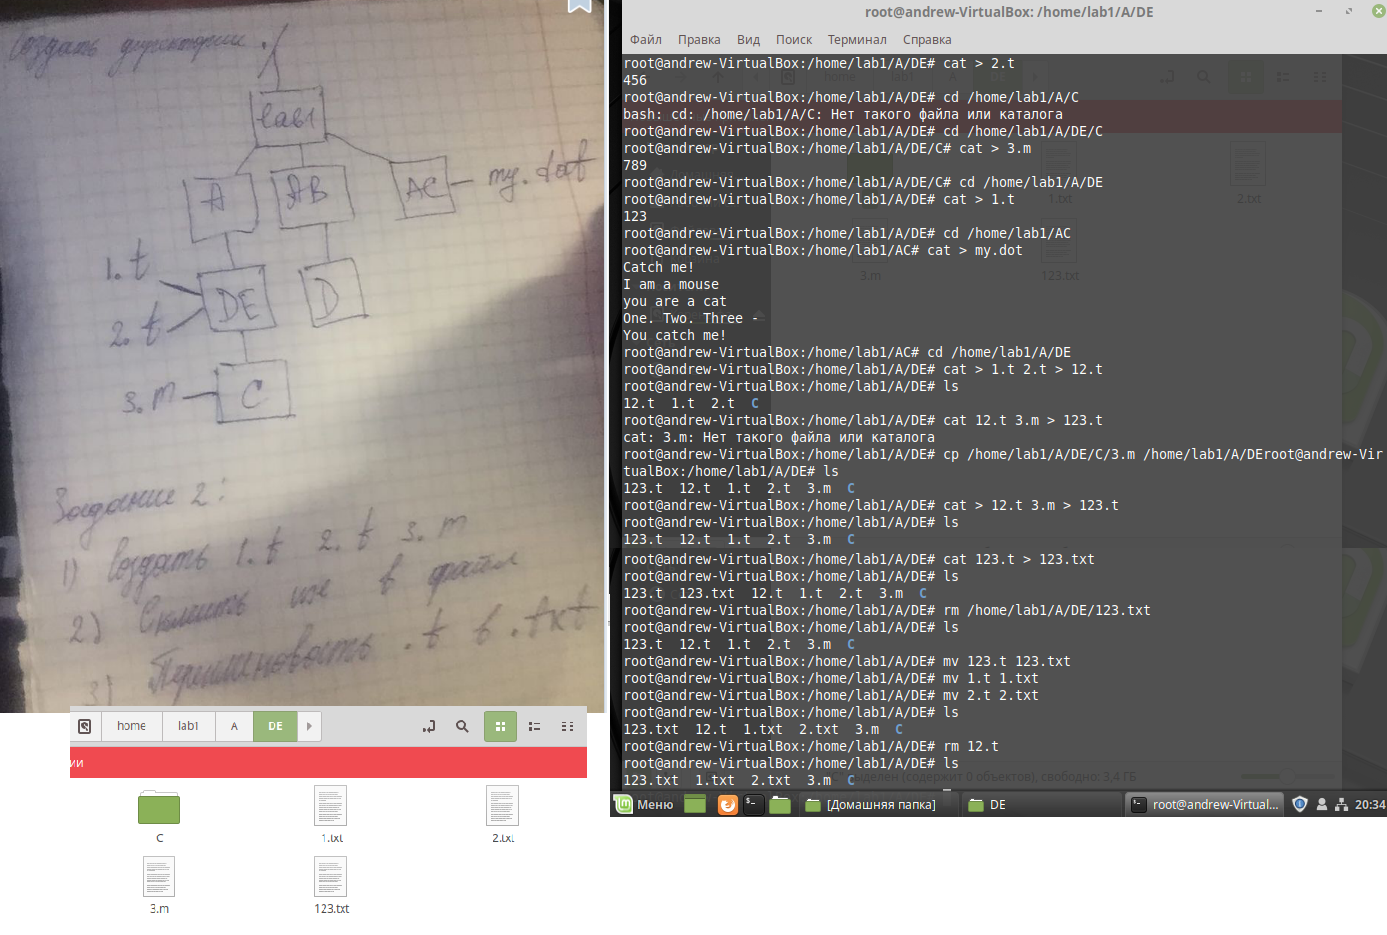 Создать директории.
lab1
A AB AC my.dat
1.t
2.t
DE D
3.m C
Задание 2:
1) Создать 1.t 2.t 3.m
2) Склеить их в файл
3) Переименовать .t в .txt
home lab1 A DE
ии
C 1.txt 2.txt
3.m 123.txt
root@andrew-VirtualBox: /home/lab1/A/DE
Файл Правка Вид Поиск Терминал Справка
root@andrew-VirtualBox:/home/lab1/A/DE# cat > 2.t
456
root@andrew-VirtualBox:/home/lab1/A/DE# cd /home/lab1/A/C
bash: cd: /home/lab1/A/C: Нет такого файла или каталога
root@andrew-VirtualBox:/home/lab1/A/DE# cd /home/lab1/A/DE/C
root@andrew-VirtualBox:/home/lab1/A/DE/C# cat > 3.m
789
root@andrew-VirtualBox:/home/lab1/A/DE/C# cd /home/lab1/A/DE
root@andrew-VirtualBox:/home/lab1/A/DE# cat > 1.t
123
root@andrew-VirtualBox:/home/lab1/A/DE# cd /home/lab1/AC
root@andrew-VirtualBox:/home/lab1/AC# cat > my.dot
Catch me!
I am a mouse
you are a cat
One. Two. Three -
You catch me!
root@andrew-VirtualBox:/home/lab1/AC# cd /home/lab1/A/DE
root@andrew-VirtualBox:/home/lab1/A/DE# cat > 1.t 2.t > 12.t
root@andrew-VirtualBox:/home/lab1/A/DE# ls
12.t 1.t 2.t C
root@andrew-VirtualBox:/home/lab1/A/DE# cat 12.t 3.m > 123.t
cat: 3.m: Нет такого файла или каталога
root@andrew-VirtualBox:/home/lab1/A/DE# cp /home/lab1/A/DE/C/3.m /home/lab1/A/DEroot@andrew-Vir
tualBox:/home/lab1/A/DE# ls
123.t 12.t 1.t 2.t 3.m C
root@andrew-VirtualBox:/home/lab1/A/DE# cat > 12.t 3.m > 123.t
root@andrew-VirtualBox:/home/lab1/A/DE# ls
123.t 12.t 1.t 2.t 3.m C
root@andrew-VirtualBox:/home/lab1/A/DE# cat 123.t > 123.txt
root@andrew-VirtualBox:/home/lab1/A/DE# ls
123.t 123.txt 12.t 1.t 2.t 3.m C
root@andrew-VirtualBox:/home/lab1/A/DE# rm /home/lab1/A/DE/123.txt
root@andrew-VirtualBox:/home/lab1/A/DE# ls
123.t 12.t 1.t 2.t 3.m C
root@andrew-VirtualBox:/home/lab1/A/DE# mv 123.t 123.txt
root@andrew-VirtualBox:/home/lab1/A/DE# mv 1.t 1.txt
root@andrew-VirtualBox:/home/lab1/A/DE# mv 2.t 2.txt
root@andrew-VirtualBox:/home/lab1/A/DE# ls
123.txt 12.t 1.txt 2.txt 3.m C
root@andrew-VirtualBox:/home/lab1/A/DE# rm 12.t
root@andrew-VirtualBox:/home/lab1/A/DE# ls
"C" выделен (содержит 0 объектов), свободно: 3,4 ГБ
123.txt 1.txt 2.txt 3.m C
Меню [Домашняя папка] DE root@andrew-Virtual... 20:34